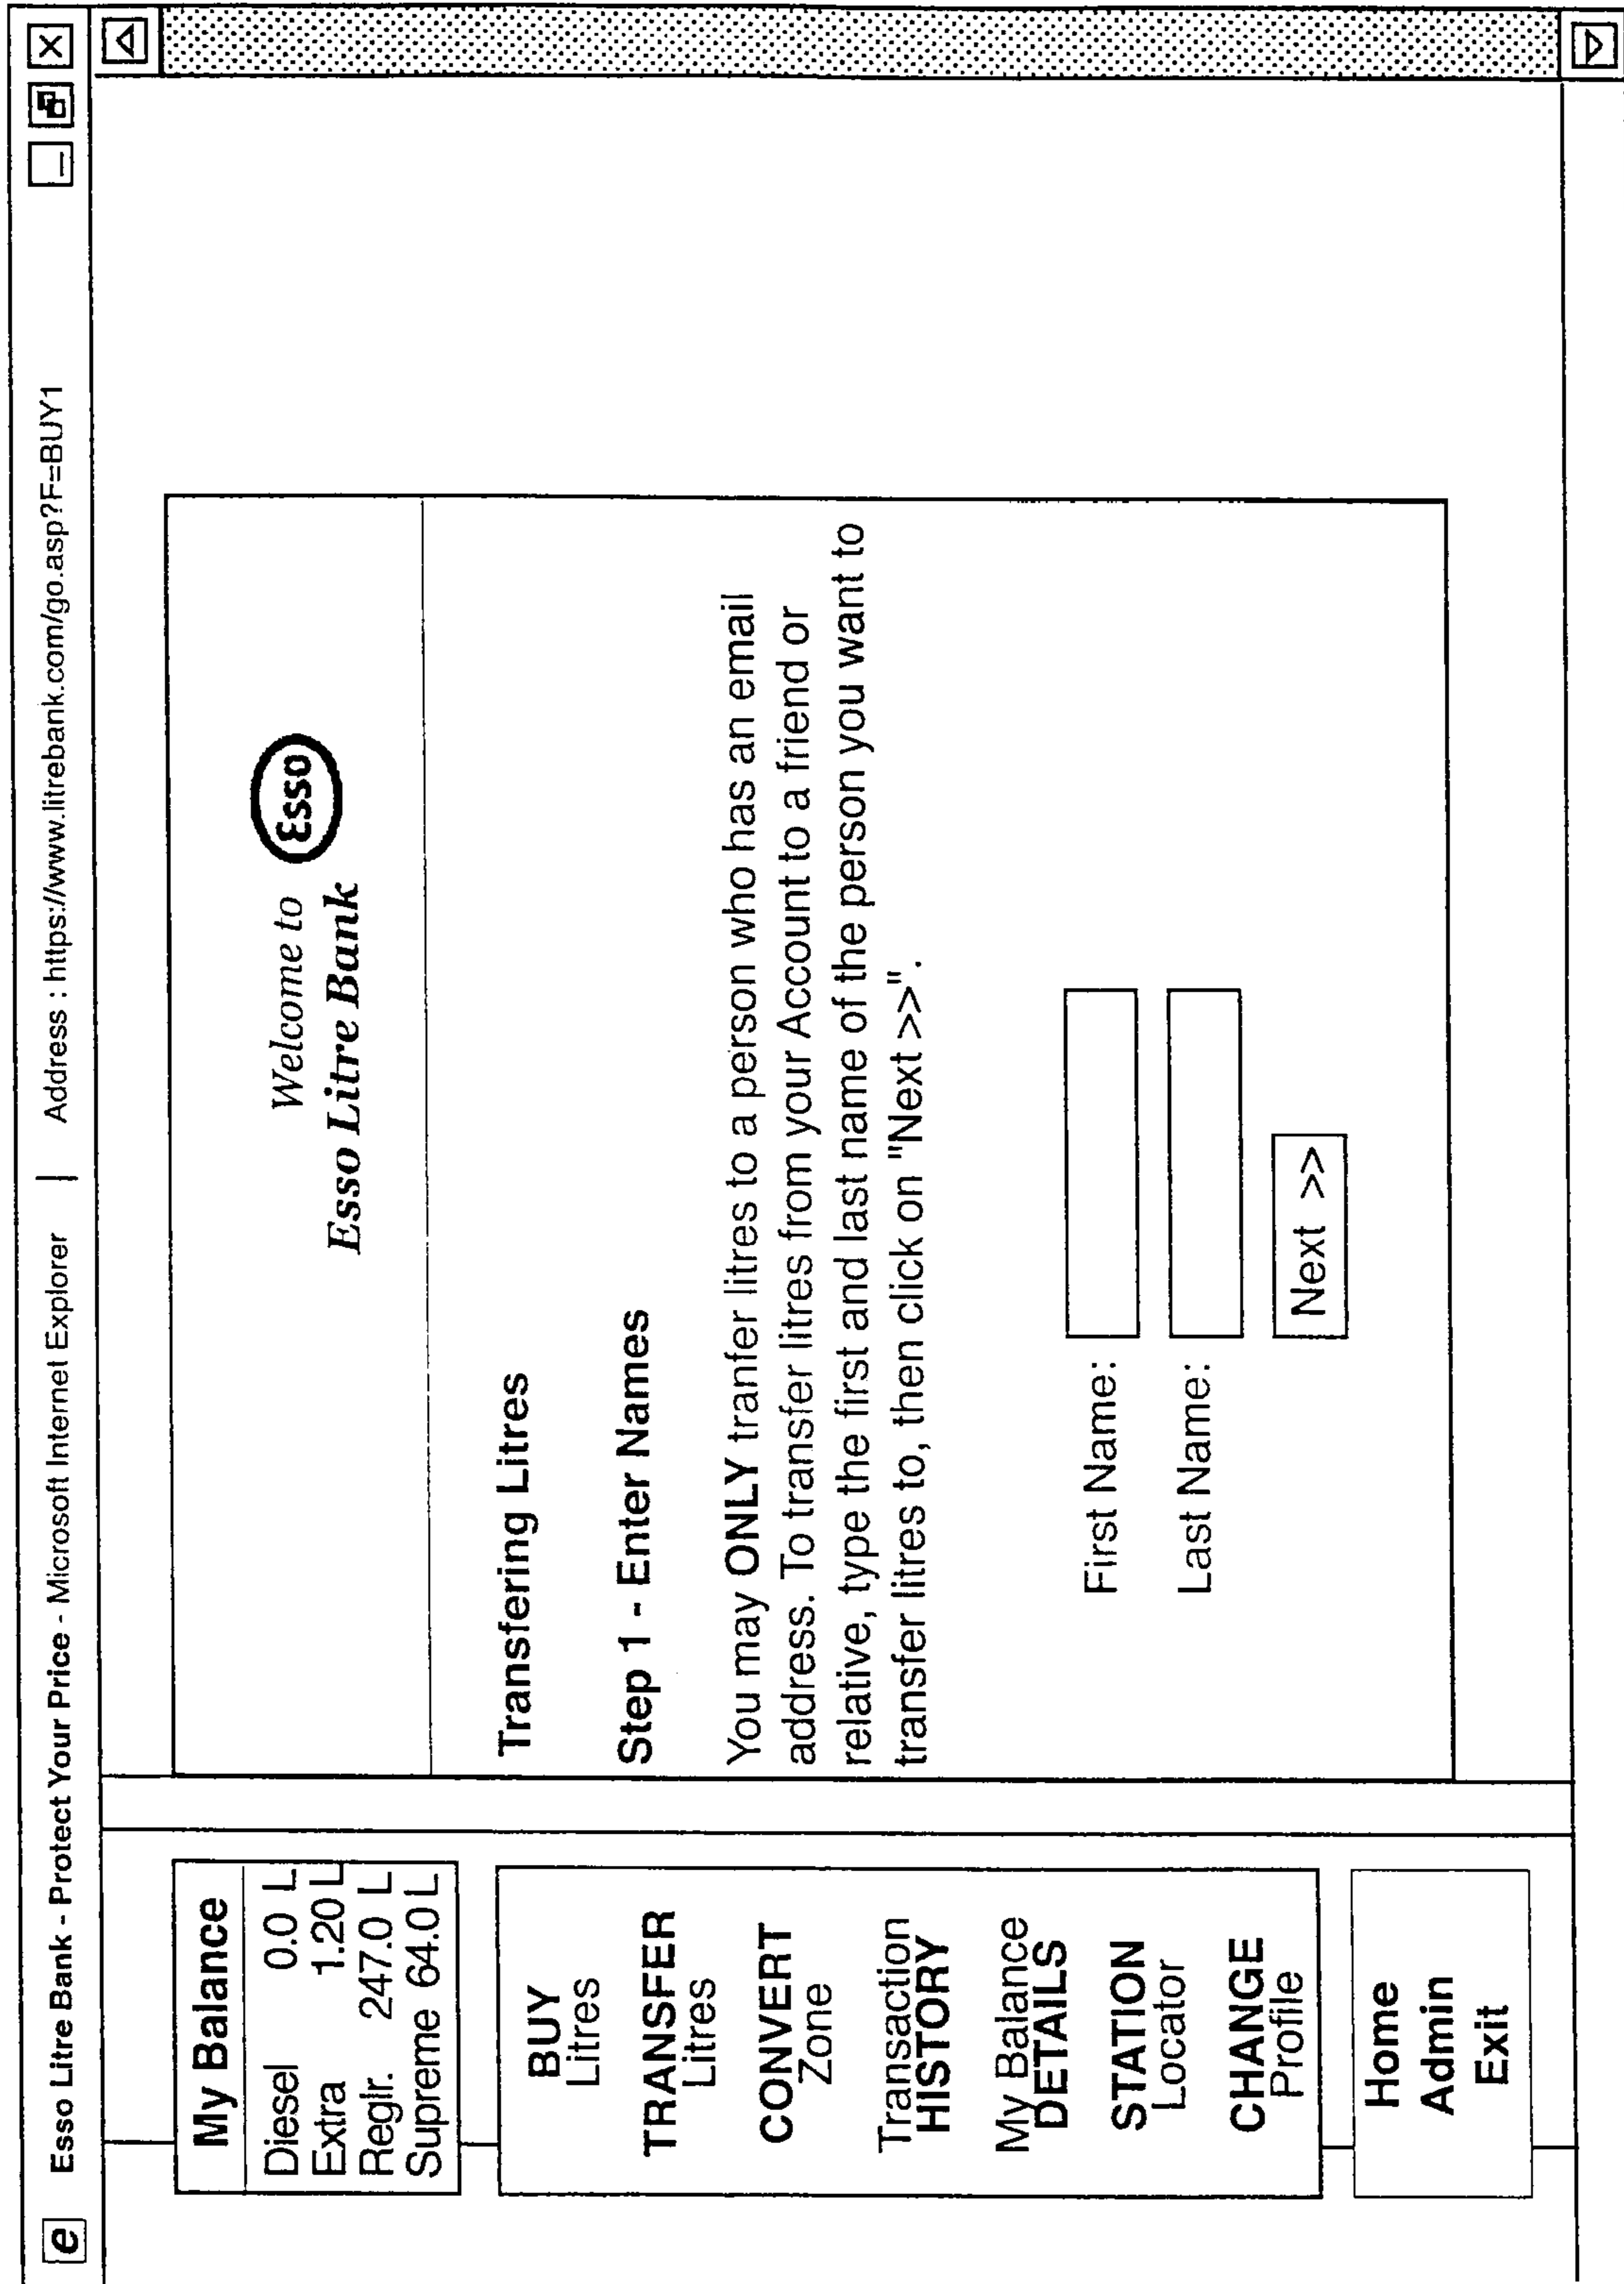 Esso Litre Bank - Protect Your Price - Microsoft Internet Explorer | Address : https://www.litrebank.com/go.asp?F=BUY1
My Balance
Diesel 0.0 L
Extra 1.20 L
Reglr. 247.0 L
Supreme 64.0 L
BUY
Litres
TRANSFER
Litres
CONVERT
Zone
Transaction
HISTORY
My Balance
DETAILS
STATION
Locator
CHANGE
Profile
Home
Admin
Exit
Welcome to
Esso Litre Bank
Esso
Transfering Litres
Step 1 - Enter Names
You may ONLY tranfer litres to a person who has an email
address. To transfer litres from your Account to a friend or
relative, type the first and last name of the person you want to
transfer litres to, then click on "Next >>".
First Name:
Last Name:
Next >>